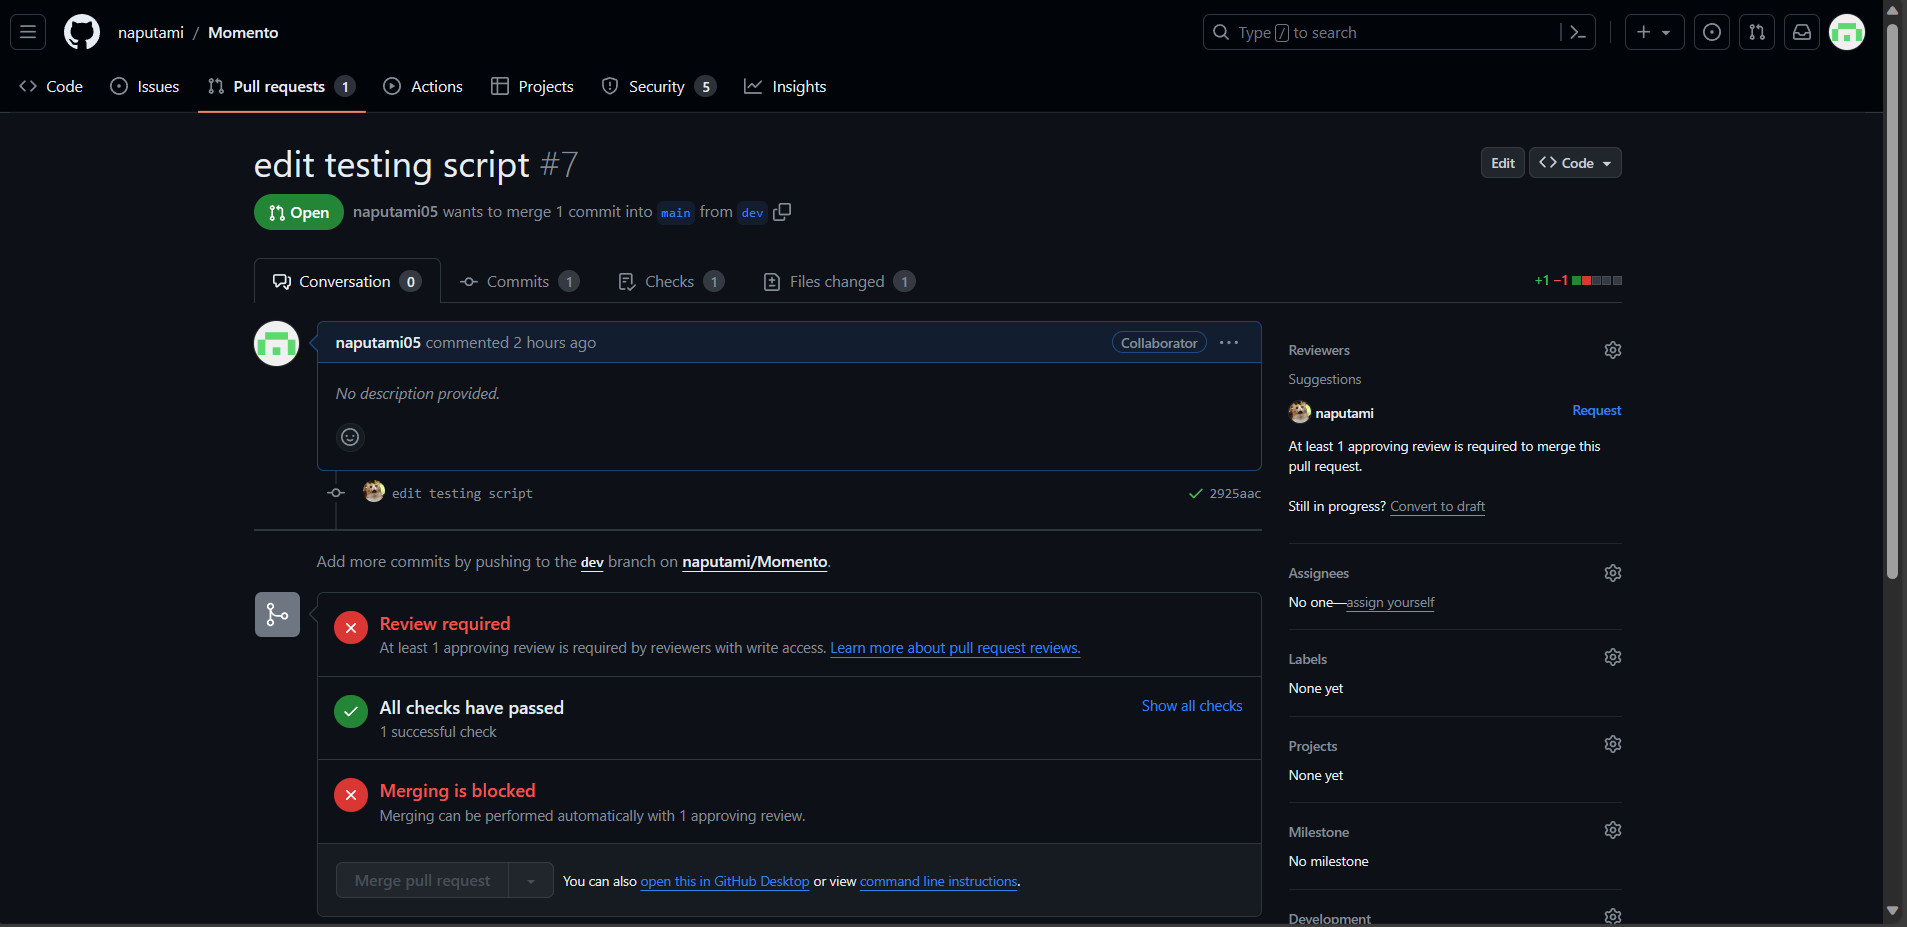 naputami / Momento
Type / to search
Code
Issues
Pull requests 1
Actions
Projects
Security 5
Insights
edit testing script #7
Edit
Code
Open
naputami05 wants to merge 1 commit into main from dev
Conversation 0
Commits 1
Checks 1
Files changed 1
+1 −1
naputami05 commented 2 hours ago
Collaborator
No description provided.
edit testing script
2925aac
Add more commits by pushing to the dev branch on naputami/Momento.
Review required
At least 1 approving review is required by reviewers with write access. Learn more about pull request reviews.
All checks have passed
1 successful check
Show all checks
Merging is blocked
Merging can be performed automatically with 1 approving review.
Merge pull request
You can also open this in GitHub Desktop or view command line instructions.
Reviewers
Suggestions
naputami
Request
At least 1 approving review is required to merge this
pull request.
Still in progress? Convert to draft
Assignees
No one—assign yourself
Labels
None yet
Projects
None yet
Milestone
No milestone
Development